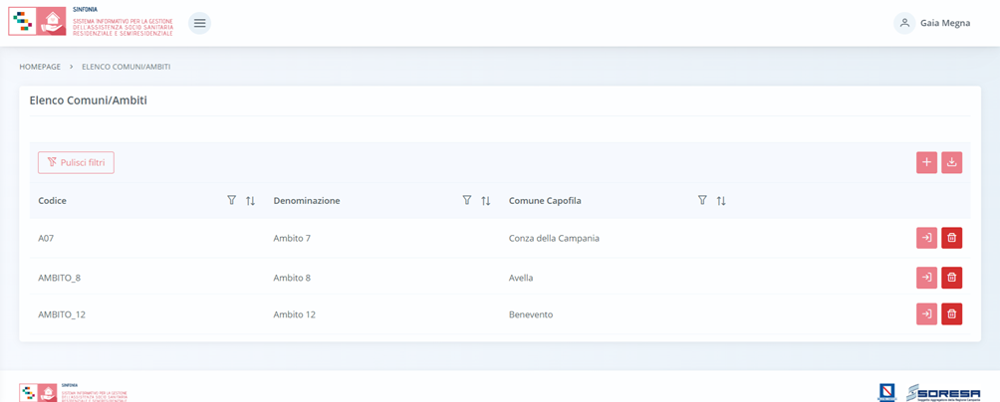 SINFONIA
SISTEMA INFORMATIVO PER LA GESTIONE
DELL'ASSISTENZA SOCIO SANITARIA
RESIDENZIALE E SEMIRESIDENZIALE
Gaia Megna
HOMEPAGE > ELENCO COMUNI/AMBITI
Elenco Comuni/Ambiti
Pulisci filtri
Codice Denominazione Comune Capofila
A07 Ambito 7 Conza della Campania
AMBITO_8 Ambito 8 Avella
AMBITO_12 Ambito 12 Benevento
SINFONIA
SISTEMA INFORMATIVO PER LA GESTIONE
DELL'ASSISTENZA SOCIO SANITARIA
RESIDENZIALE E SEMIRESIDENZIALE
SORESA